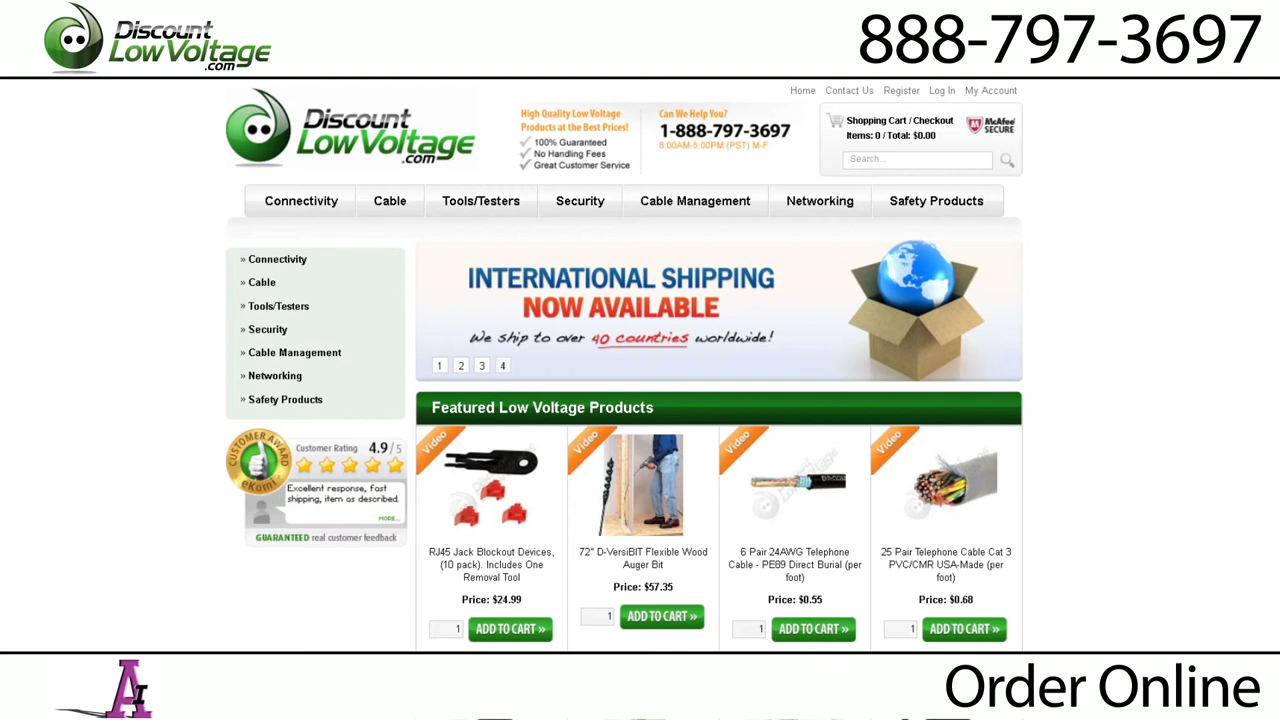 Discount
LowVoltage
.com
888-797-3697
Home Contact Us Register Log In My Account
Discount
LowVoltage
.com
High Quality Low Voltage
Products at the Best Prices!
100% Guaranteed
No Handling Fees
Great Customer Service
Can We Help You?
1-888-797-3697
8:00AM-5:00PM (PST) M-F
Shopping Cart / Checkout
Items: 0 / Total: $0.00
McAfee
SECURE
Search...
Connectivity Cable Tools/Testers Security Cable Management Networking Safety Products
» Connectivity
» Cable
» Tools/Testers
» Security
» Cable Management
» Networking
» Safety Products
INTERNATIONAL SHIPPING
NOW AVAILABLE
We ship to over 40 countries worldwide!
1 2 3 4
CUSTOMER AWARD
eKomi
Customer Rating 4.9 / 5
Excellent response, fast
shipping, item as described.
MORE...
GUARANTEED real customer feedback
Featured Low Voltage Products
Video
RJ45 Jack Blockout Devices,
(10 pack). Includes One
Removal Tool
Price: $24.99
1 ADD TO CART »
Video
72" D-VersiBIT Flexible Wood
Auger Bit
Price: $57.35
1 ADD TO CART »
Video
6 Pair 24AWG Telephone
Cable - PE89 Direct Burial (per
foot)
Price: $0.55
1 ADD TO CART »
Video
25 Pair Telephone Cable Cat 3
PVC/CMR USA-Made (per
foot)
Price: $0.68
1 ADD TO CART »
AI
Order Online